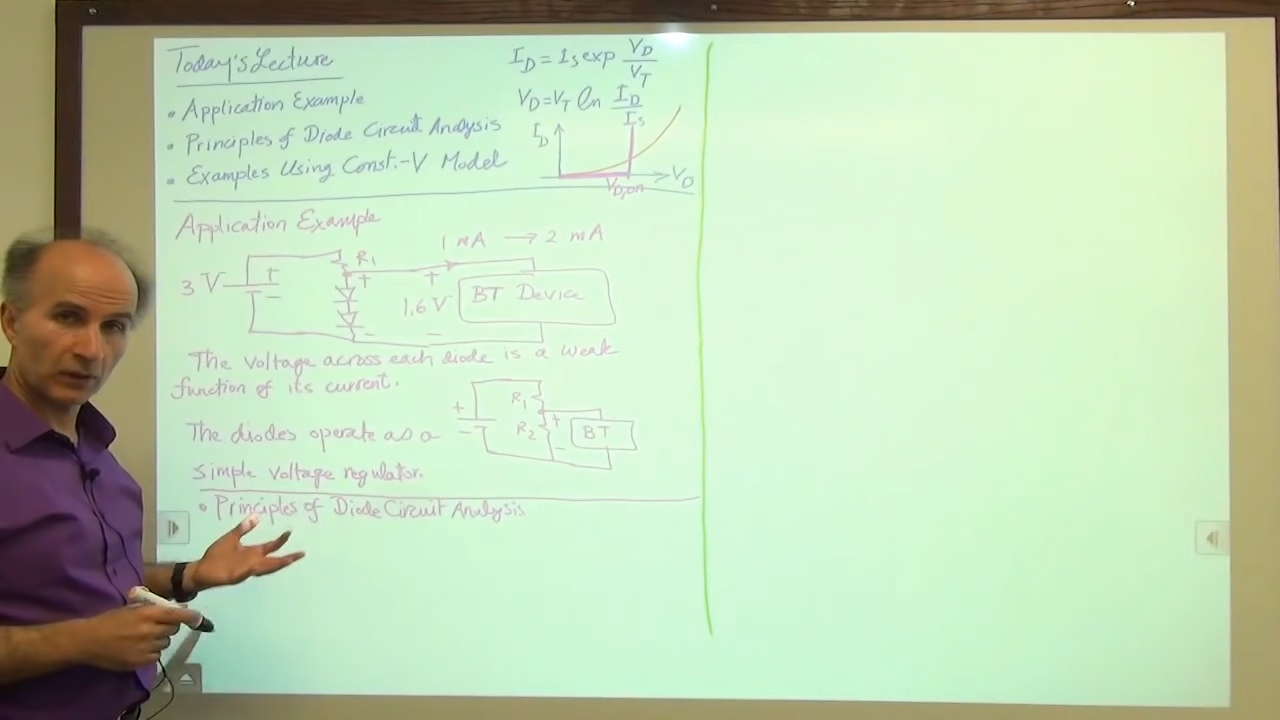 Today's Lecture
• Application Example
• Principles of Diode Circuit Analysis
• Examples Using Const.-V Model
I_D = I_S exp V_D/V_T
V_D = V_T ln I_D/I_S
I_D
V_D,on
V_D
Application Example
1 mA → 2 mA
3 V
+
-
R1
+
-
+
1.6 V
-
BT Device
The voltage across each diode is a weak
function of its current.
The diodes operate as a
simple voltage regulator.
+
-
R1
R2
+
-
BT
• Principles of Diode Circuit Analysis